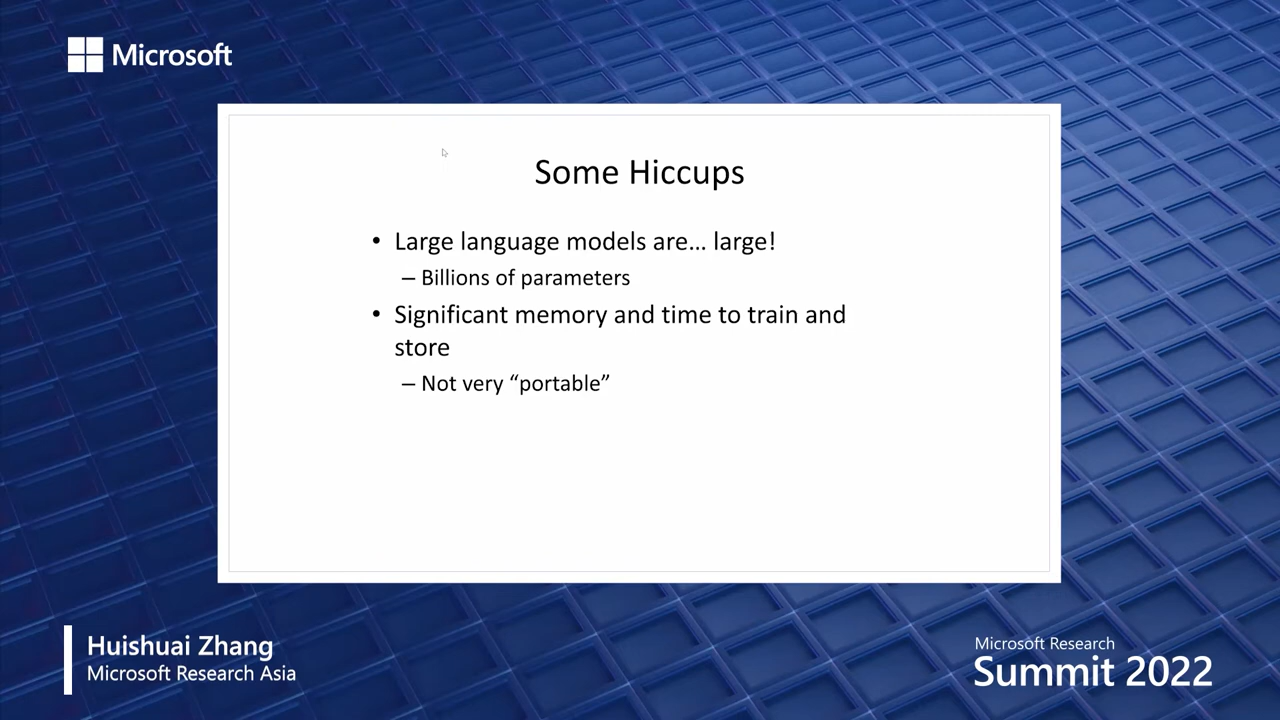 Microsoft
Some Hiccups
• Large language models are... large!
– Billions of parameters
• Significant memory and time to train and
store
– Not very “portable”
Huishuai Zhang
Microsoft Research Asia
Microsoft Research
Summit 2022